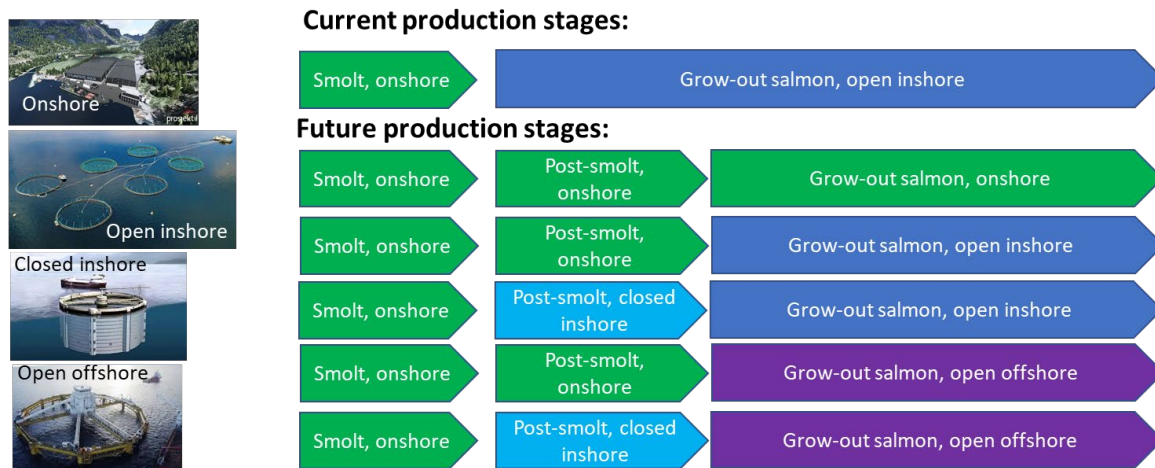 Current production stages:
Onshore
prosjektil
Smolt, onshore
Grow-out salmon, open inshore
Future production stages:
Open inshore
Smolt, onshore
Post-smolt,
onshore
Grow-out salmon, onshore
Smolt, onshore
Post-smolt,
onshore
Grow-out salmon, open inshore
Closed inshore
Smolt, onshore
Post-smolt, closed
inshore
Grow-out salmon, open inshore
Open offshore
Smolt, onshore
Post-smolt,
onshore
Grow-out salmon, open offshore
Smolt, onshore
Post-smolt, closed
inshore
Grow-out salmon, open offshore